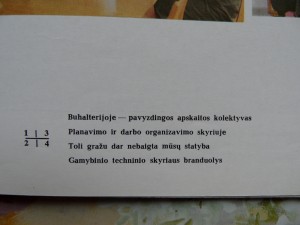 Buhalterijoje — pavyzdingos apskaitos kolektyvas
1 | 3 Planavimo ir darbo organizavimo skyriuje
2 | 4 Toli gražu dar nebaigta mūsų statyba
Gamybinio techninio skyriaus branduolys